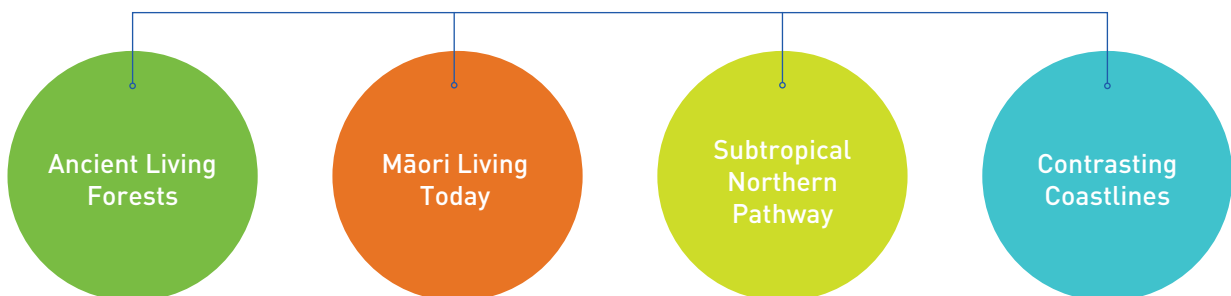 Ancient Living
Forests
Māori Living
Today
Subtropical
Northern
Pathway
Contrasting
Coastlines